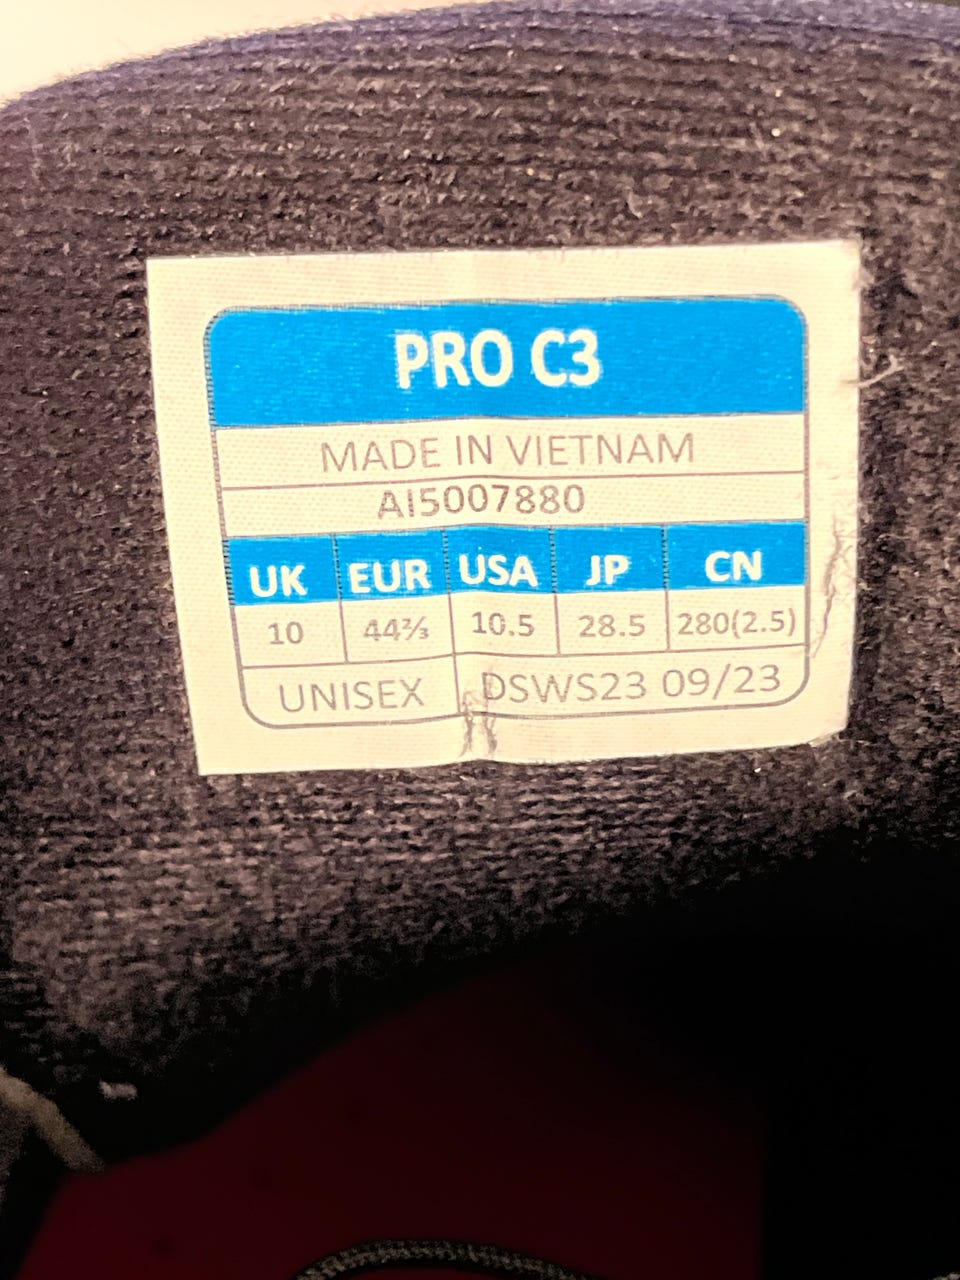 PRO C3
MADE IN VIETNAM
AI5007880
UK EUR USA JP CN
10 44⅔ 10.5 28.5 280(2.5)
UNISEX DSWS23 09/23